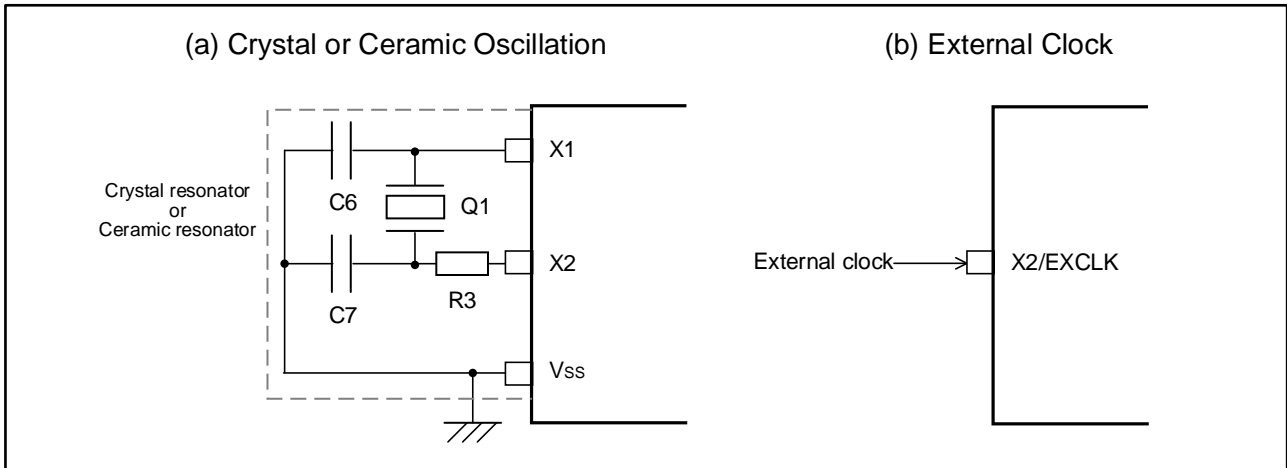 (a) Crystal or Ceramic Oscillation
(b) External Clock
X1
C6
Q1
Crystal resonator
or
Ceramic resonator
X2
C7
R3
Vss
External clock
X2/EXCLK